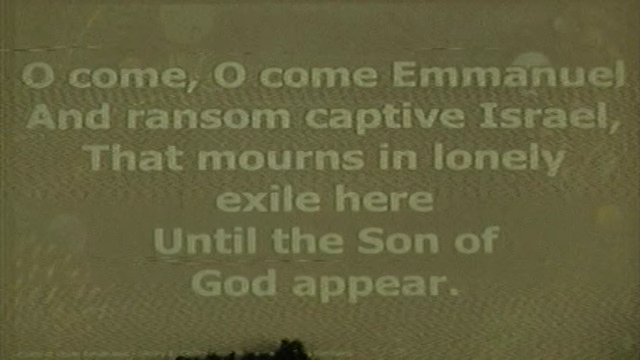 O come, O come Emmanuel
And ransom captive Israel,
That mourns in lonely
exile here
Until the Son of
God appear.